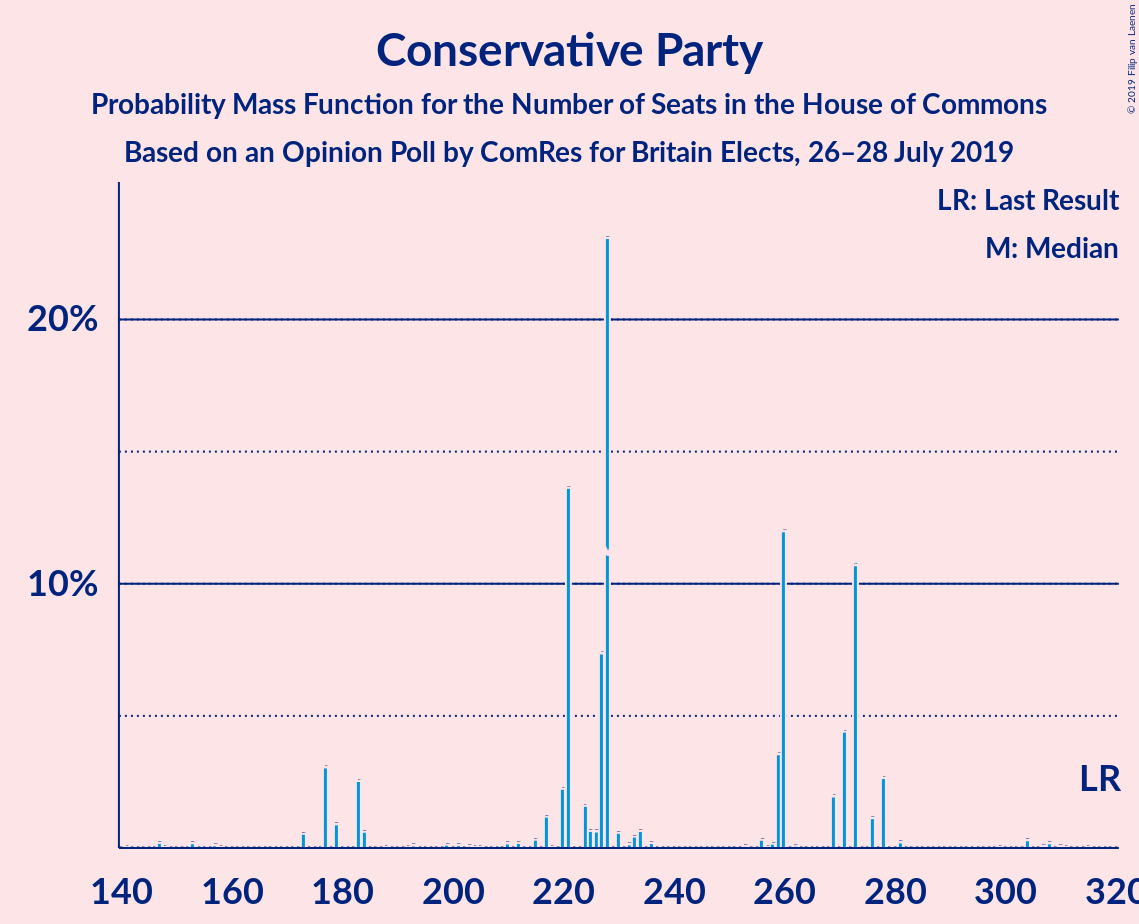 Conservative Party
Probability Mass Function for the Number of Seats in the House of Commons
Based on an Opinion Poll by ComRes for Britain Elects, 26–28 July 2019
© 2019 Filip van Laenen
LR: Last Result
M: Median
20%
10%
LR
140 160 180 200 220 240 260 280 300 320